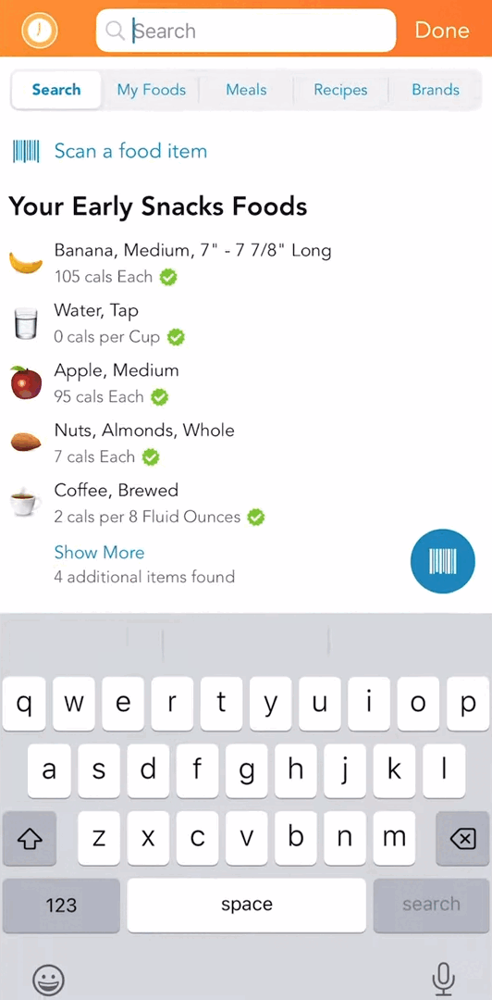 Search
Done
Search
My Foods
Meals
Recipes
Brands
Scan a food item
Your Early Snacks Foods
Banana, Medium, 7" - 7 7/8" Long
105 cals Each
Water, Tap
0 cals per Cup
Apple, Medium
95 cals Each
Nuts, Almonds, Whole
7 cals Each
Coffee, Brewed
2 cals per 8 Fluid Ounces
Show More
4 additional items found
q w e r t y u i o p
a s d f g h j k l
z x c v b n m
123 space search